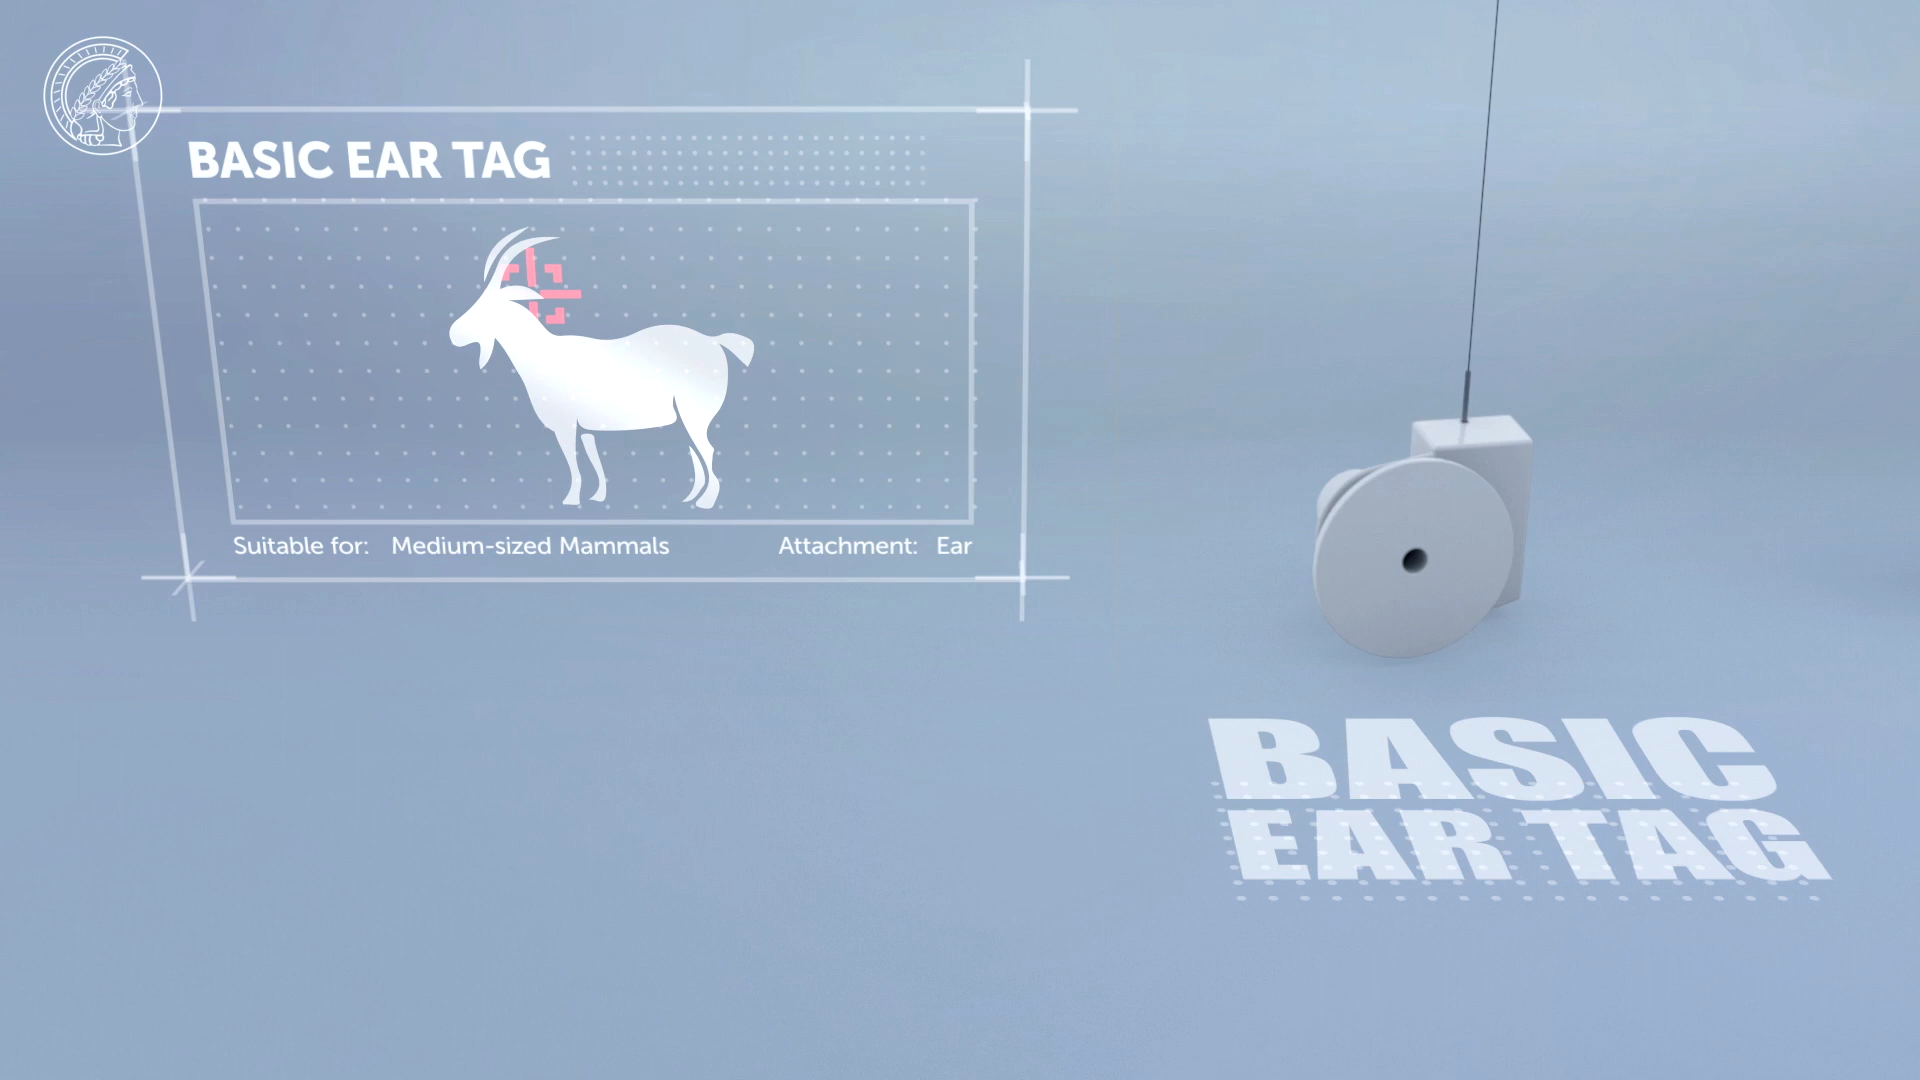 BASIC EAR TAG
Suitable for: Medium-sized Mammals Attachment: Ear
BASIC
EAR TAG